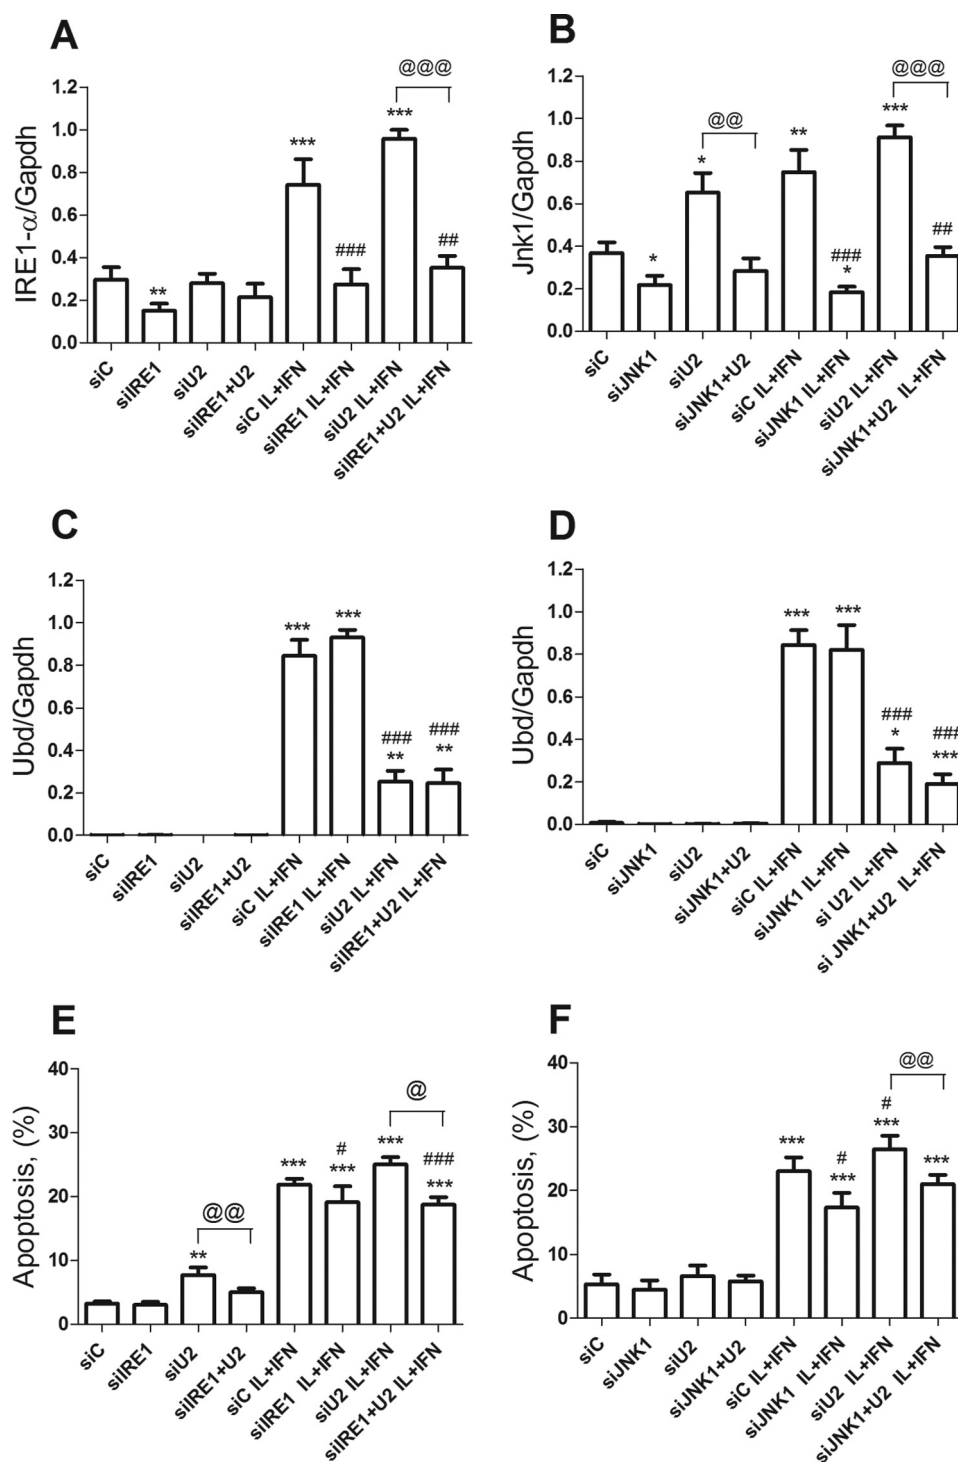 A
@@@
1.2
***
***
1.0
0.8
IRE1-α/Gapdh
0.6
###
##
0.4
**
0.2
0.0
siC
siIRE1
siU2
siIRE1+U2
siC IL+IFN
siIRE1 IL+IFN
siU2 IL+IFN
siIRE1+U2 IL+IFN
B
@@@
1.2
@@
**
***
1.0
*
0.8
Jnk1/Gapdh
0.6
*
###
*
##
0.4
0.2
0.0
siC
siJNK1
siU2
siJNK1+U2
siC IL+IFN
siJNK1 IL+IFN
siU2 IL+IFN
siJNK1+U2 IL+IFN
C
1.2
***
***
1.0
0.8
Ubd/Gapdh
0.6
###
**
###
**
0.4
0.2
0.0
siC
siIRE1
siU2
siIRE1+U2
siC IL+IFN
siIRE1 IL+IFN
siU2 IL+IFN
siIRE1+U2 IL+IFN
D
1.2
***
***
1.0
0.8
Ubd/Gapdh
0.6
###
*
###
***
0.4
0.2
0.0
siC
siJNK1
siU2
siJNK1+U2
siC IL+IFN
siJNK1 IL+IFN
si U2 IL+IFN
si JNK1+U2 IL+IFN
E
40
@
30
***
#
***
***
###
***
Apoptosis, (%)
20
@@
**
10
0
siC
siIRE1
siU2
siIRE1+U2
siC IL+IFN
siIRE1 IL+IFN
siU2 IL+IFN
siIRE1+U2 IL+IFN
F
40
@@
#
***
30
***
#
***
***
Apoptosis, (%)
20
10
0
siC
siJNK1
siU2
siJNK1+U2
siC IL+IFN
siJNK1 IL+IFN
siU2 IL+IFN
siJNK1+U2 IL+IFN